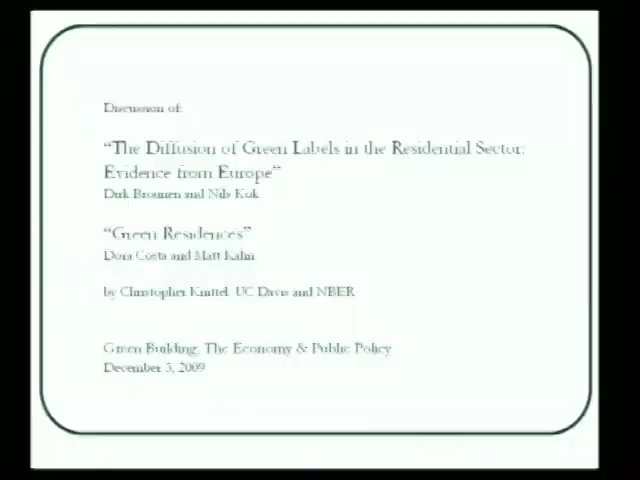 Discussion of:
“The Diffusion of Green Labels in the Residential Sector:
Evidence from Europe”
Dirk Brounen and Nils Kok
“Green Residences”
Dora Costa and Matt Kahn
by Christopher Knittel, UC Davis and NBER
Green Building, The Economy & Public Policy
December 3, 2009